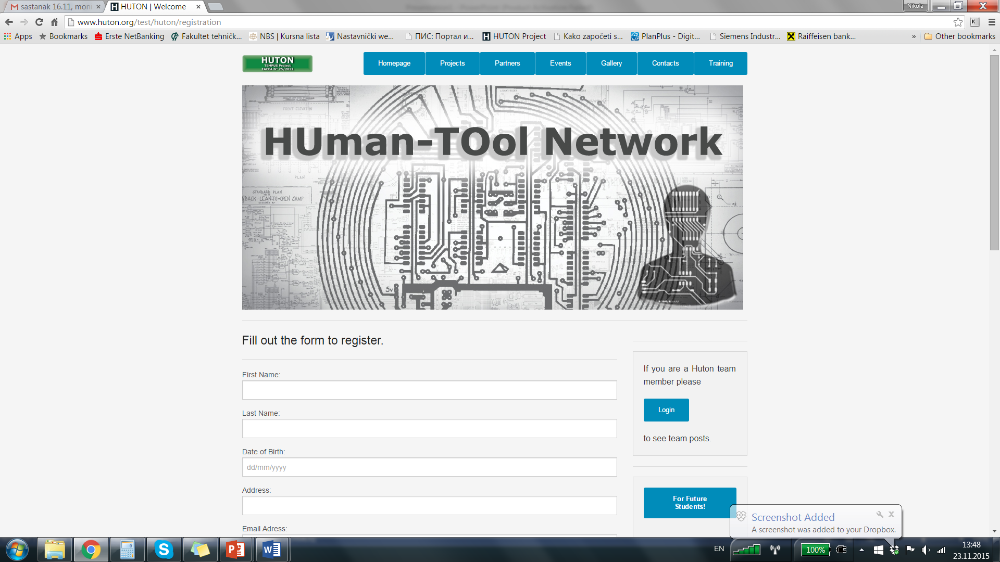 sastanak 16.11, moni
HUTON | Welcome
Nikola
www.huton.org/test/huton/registration
Apps
Bookmarks
Erste NetBanking
Fakultet tehničk...
NBS | Kursna lista
Nastavnički we...
ПИС: Портал и...
HUTON Project
Kako započeti s...
PlanPlus - Digit...
Siemens Industr...
Raiffeisen bank...
»
Other bookmarks
HUTON
TEMPUS Project
EACEA N° 25/2011
Homepage
Projects
Partners
Events
Gallery
Contacts
Training
FRONT ELEVATION
HUman-TOol Network
PLAN
STANDARD PLAN
NDACK LEAN-TO-OPEN CAMP
5v
Fill out the form to register.
First Name:
Last Name:
Date of Birth:
dd/mm/yyyy
Address:
Email Adress:
If you are a Huton team
member please
Login
to see team posts.
For Future
Students!
Screenshot Added
A screenshot was added to your Dropbox.
EN
100%
13:48
23.11.2015